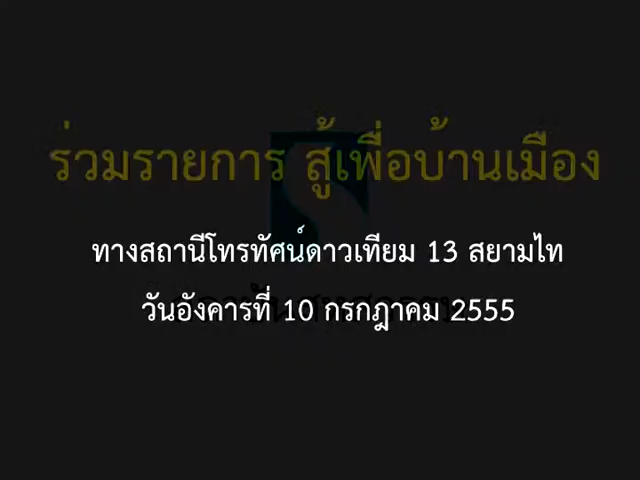 ร่วมรายการ สู้เพื่อบ้านเมือง
ทางสถานีโทรทัศน์ดาวเทียม 13 สยามไท
วันอังคารที่ 10 กรกฎาคม 2555